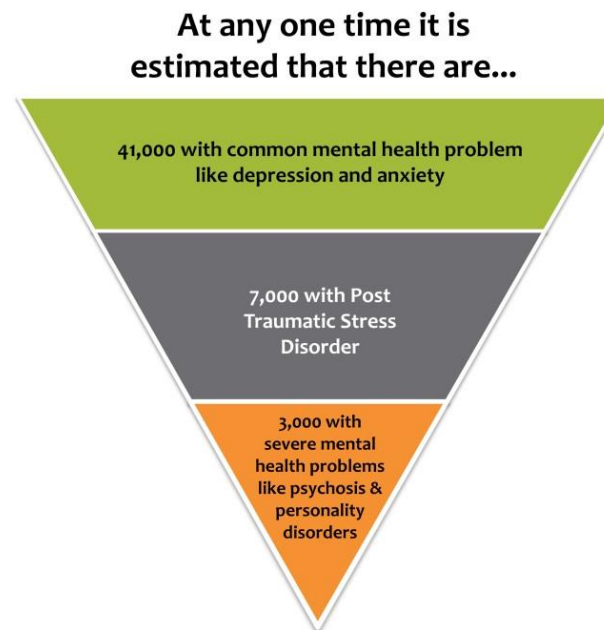 At any one time it is
estimated that there are...
41,000 with common mental health problem
like depression and anxiety
7,000 with Post
Traumatic Stress
Disorder
3,000 with
severe mental
health problems
like psychosis &
personality
disorders